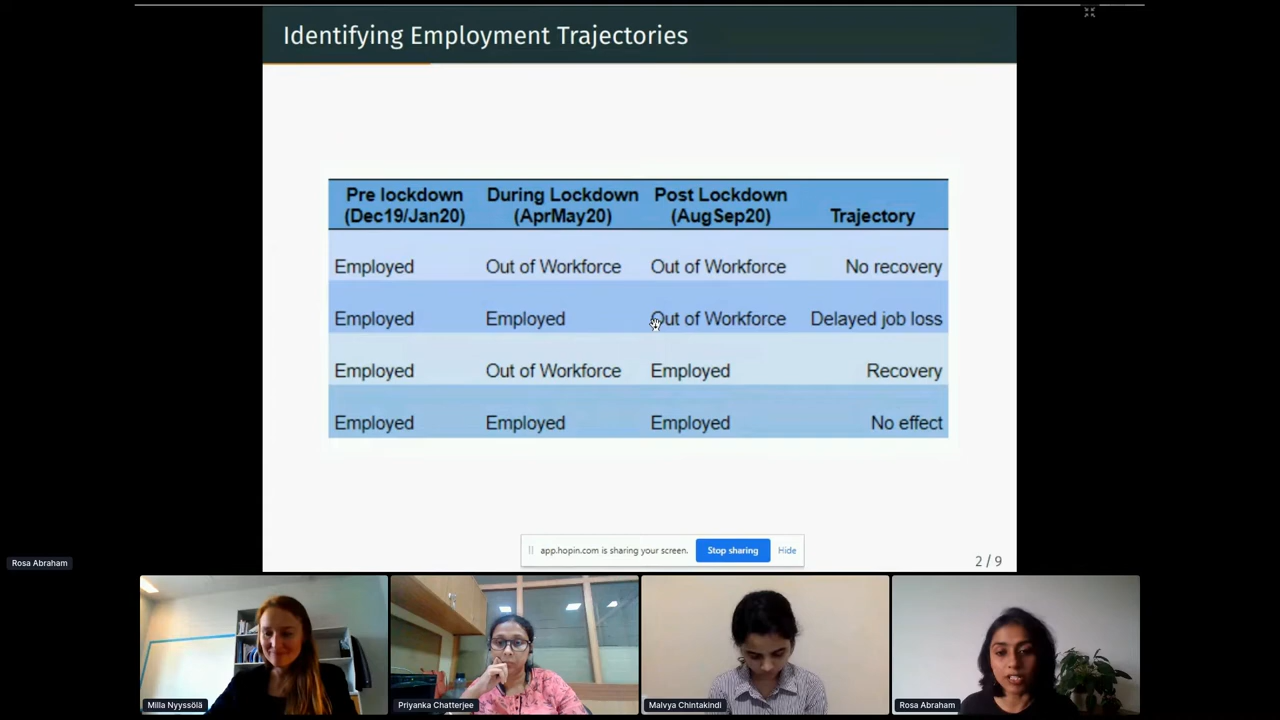 Identifying Employment Trajectories
Pre lockdown During Lockdown Post Lockdown
(Dec19/Jan20) (AprMay20) (AugSep20) Trajectory
Employed Out of Workforce Out of Workforce No recovery
Employed Employed Out of Workforce Delayed job loss
Employed Out of Workforce Employed Recovery
Employed Employed Employed No effect
app.hopin.com is sharing your screen. Stop sharing Hide
2 / 9
Rosa Abraham
Milla Nyyssölä Priyanka Chatterjee Malvya Chintakindi Rosa Abraham